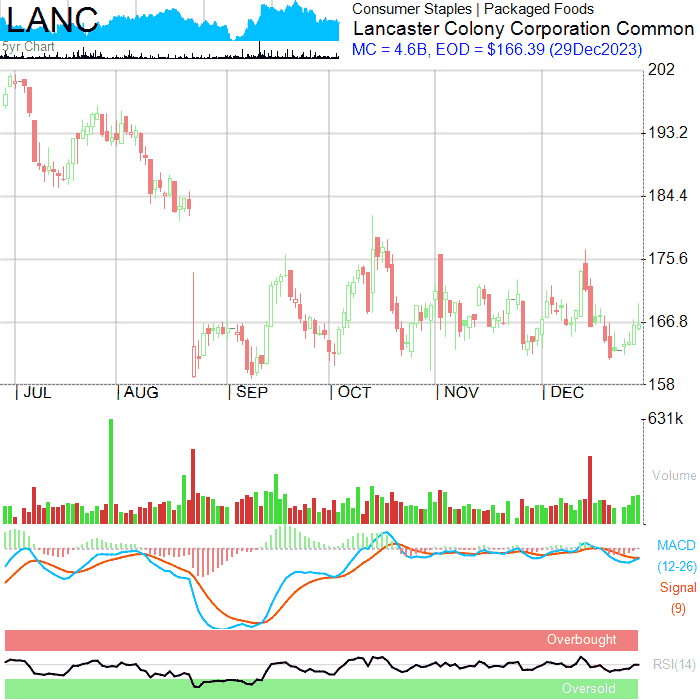 LANC
5yr Chart
Consumer Staples | Packaged Foods
Lancaster Colony Corporation Common
MC = 4.6B, EOD = $166.39 (29Dec2023)
202
193.2
184.4
175.6
166.8
158
| JUL | AUG | SEP | OCT | NOV | DEC
631k
Volume
MACD
(12-26)
Signal
(9)
Overbought
RSI(14)
Oversold